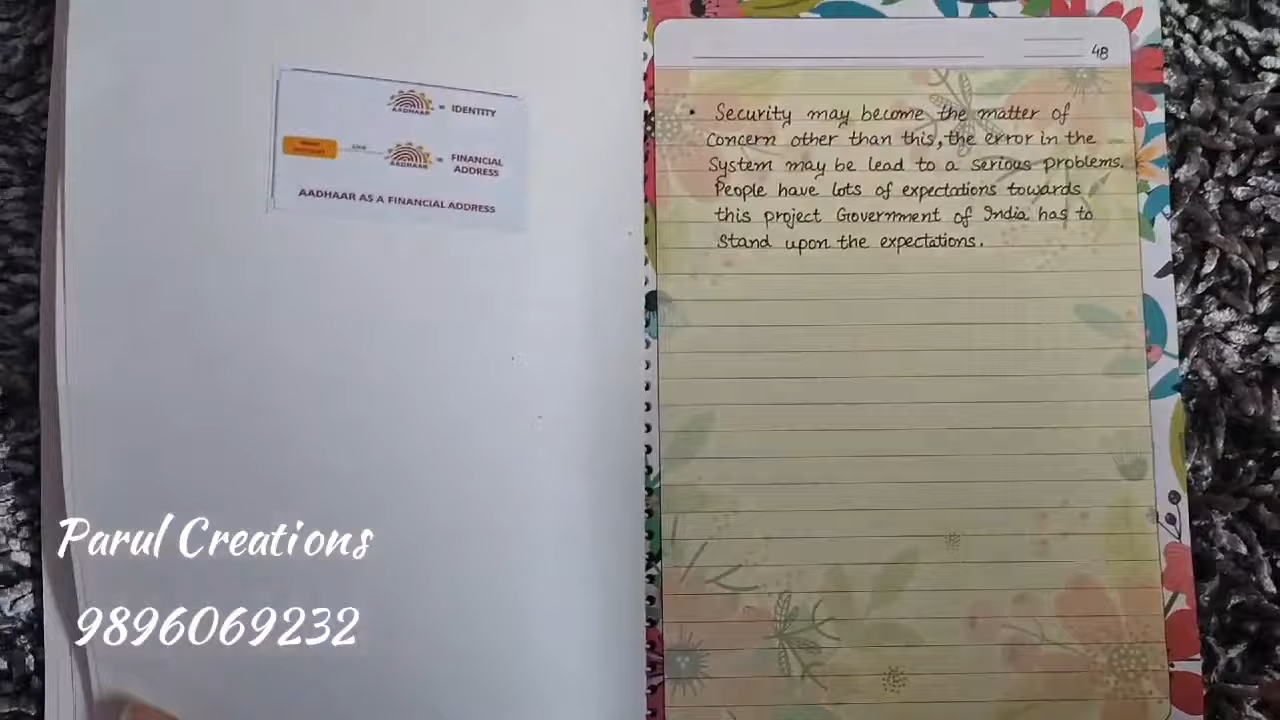 AADHAAR = IDENTITY
LINK AADHAAR = FINANCIAL
ADDRESS
AADHAAR AS A FINANCIAL ADDRESS
48
• Security may become the matter of
concern other than this, the error in the
System may be lead to a serious problems.
People have lots of expectations towards
this project Government of India has to
Stand upon the expectations.
Parul Creations
9896069232